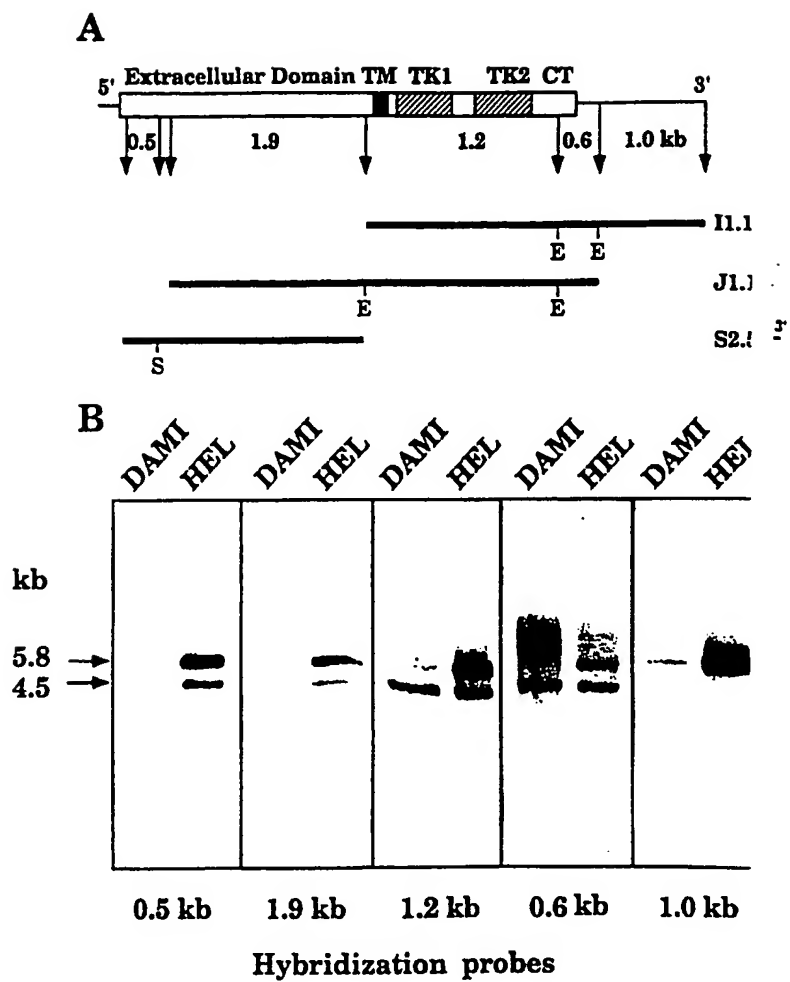 A
5' Extracellular Domain TM TK1 TK2 CT 3'
0.5 1.9 1.2 0.6 1.0 kb
I1.1
E E
E E
S
B
DAMI HEL DAMI HEL DAMI HEL DAMI HEL DAMI
kb
5.8
4.5
0.5 kb 1.9 kb 1.2 kb 0.6 kb 1.0 kb
Hybridization probes